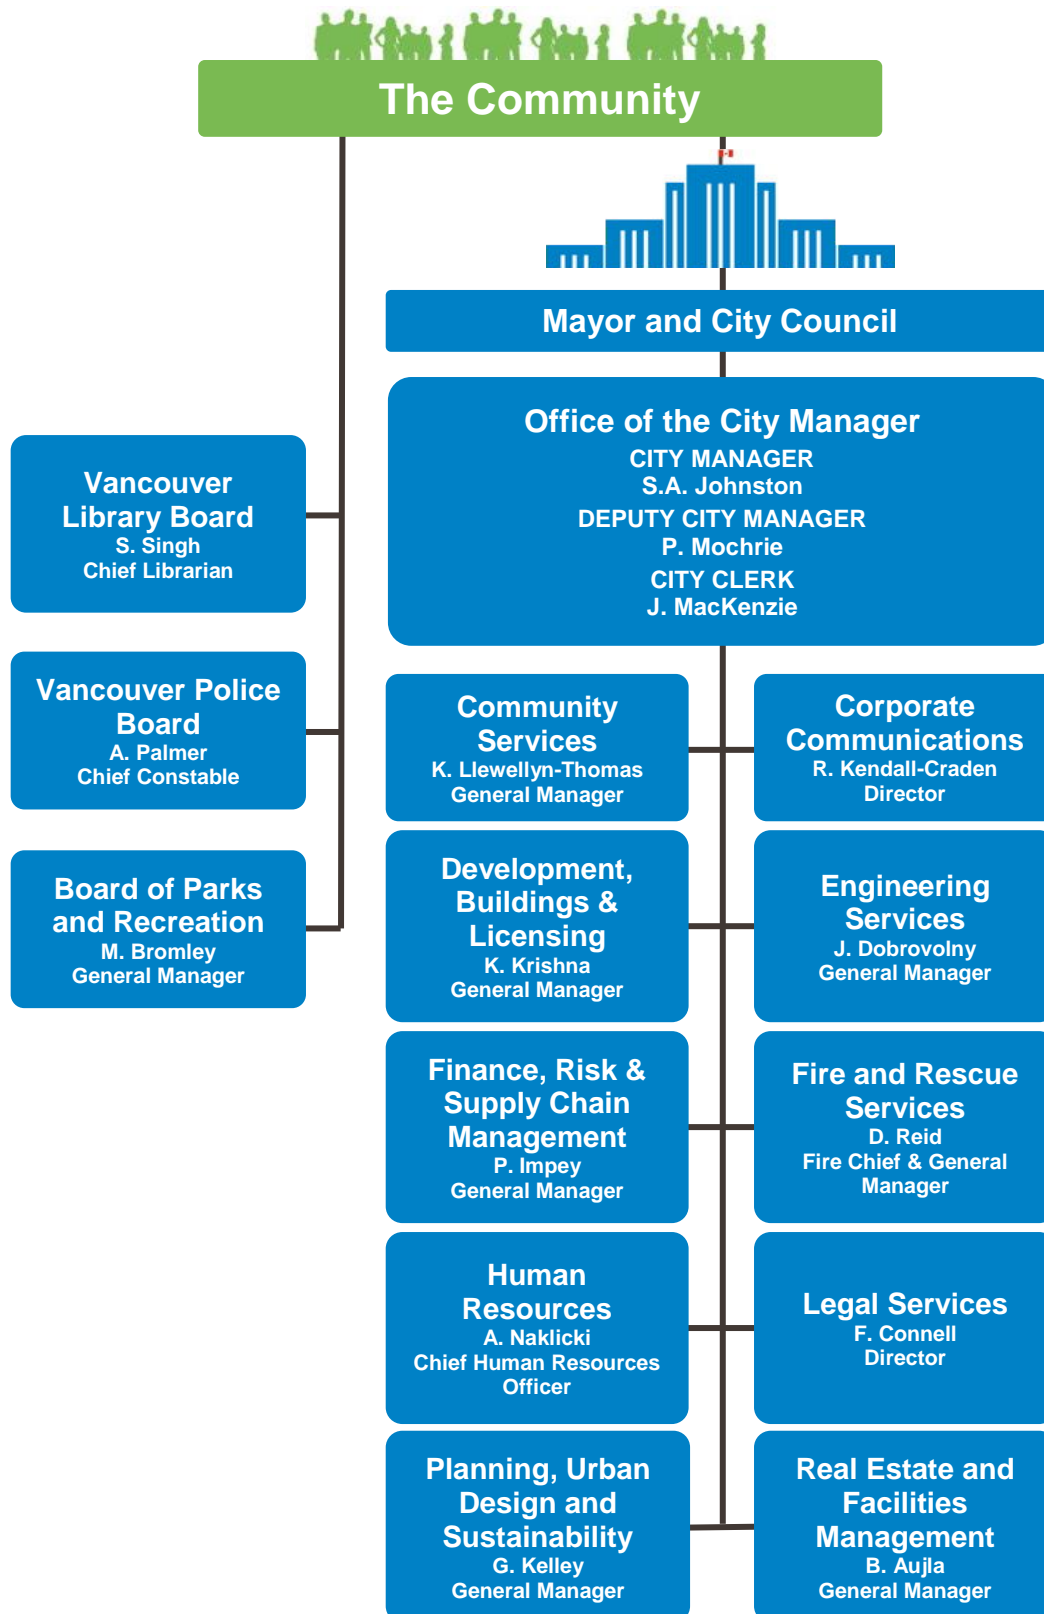 The Community
Mayor and City Council
Office of the City Manager
CITY MANAGER
S.A. Johnston
DEPUTY CITY MANAGER
P. Mochrie
CITY CLERK
J. MacKenzie
Vancouver
Library Board
S. Singh
Chief Librarian
Vancouver Police
Board
A. Palmer
Chief Constable
Board of Parks
and Recreation
M. Bromley
General Manager
Community
Services
K. Llewellyn-Thomas
General Manager
Corporate
Communications
R. Kendall-Craden
Director
Development,
Buildings &
Licensing
K. Krishna
General Manager
Engineering
Services
J. Dobrovolny
General Manager
Finance, Risk &
Supply Chain
Management
P. Impey
General Manager
Fire and Rescue
Services
D. Reid
Fire Chief & General
Manager
Human
Resources
A. Naklicki
Chief Human Resources
Officer
Legal Services
F. Connell
Director
Planning, Urban
Design and
Sustainability
G. Kelley
General Manager
Real Estate and
Facilities
Management
B. Aujla
General Manager